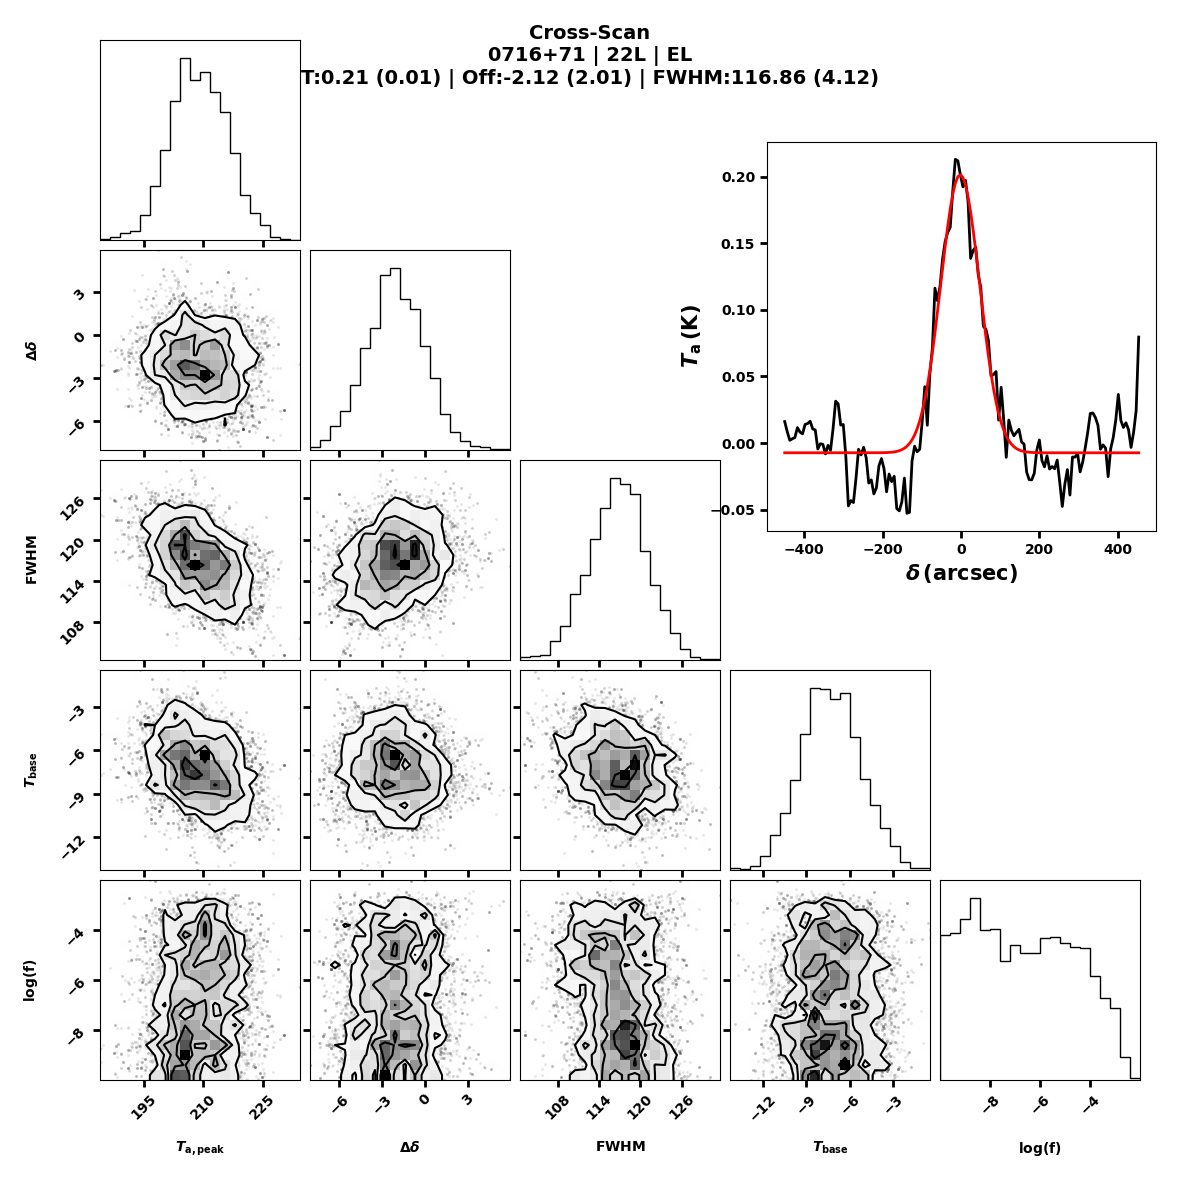 Cross-Scan
0716+71 | 22L | EL
T:0.21 (0.01) | Off:-2.12 (2.01) | FWHM:116.86 (4.12)
0.20
0.15
0.10
0.05
0.00
−0.05
Ta (K)
−400 −200 0 200 400
δ (arcsec)
Δδ
3
0
−3
−6
FWHM
126
120
114
108
Tbase
−3
−6
−9
−12
log(f)
−4
−6
−8
195 210 225
−6 −3 0 3
108 114 120 126
−12 −9 −6 −3
−8 −6 −4
Ta,peak Δδ FWHM Tbase log(f)